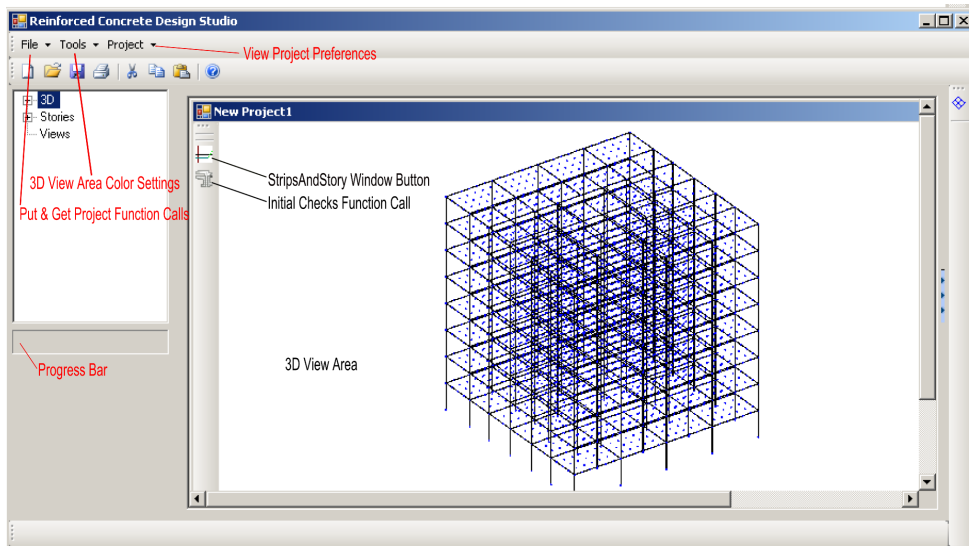 Reinforced Concrete Design Studio
File Tools Project
View Project Preferences
3D
Stories
Views
New Project1
StripsAndStory Window Button
3D View Area Color Settings
Initial Checks Function Call
Put & Get Project Function Calls
3D View Area
Progress Bar